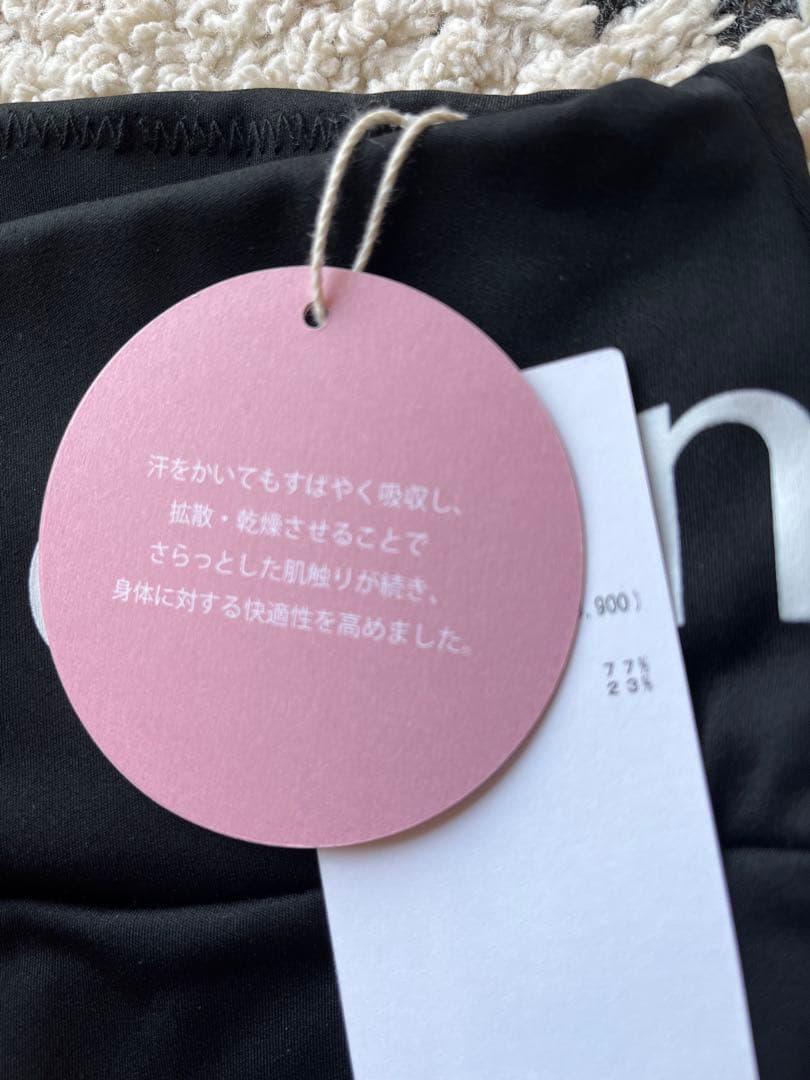 汗をかいてもすばやく吸収し、
拡散・乾燥させることで
さらっとした肌触りが続き、
身体に対する快適性を高めました。
,900)
77%
23%
n